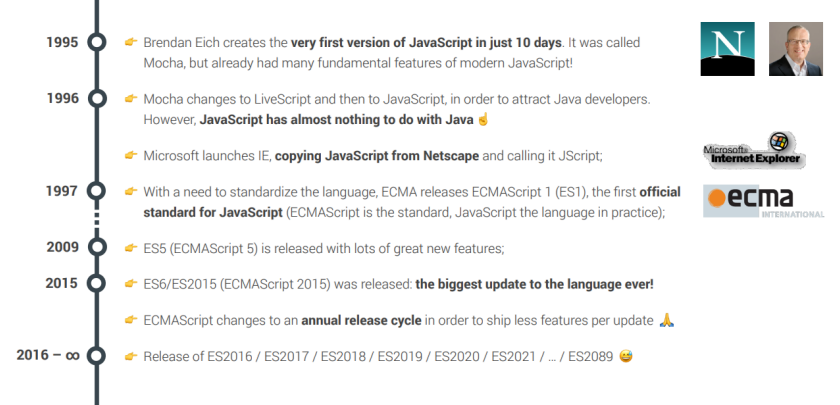 1995
👉 Brendan Eich creates the very first version of JavaScript in just 10 days. It was called
Mocha, but already had many fundamental features of modern JavaScript!
N
1996
👉 Mocha changes to LiveScript and then to JavaScript, in order to attract Java developers.
However, JavaScript has almost nothing to do with Java ☝️
👉 Microsoft launches IE, copying JavaScript from Netscape and calling it JScript;
Microsoft
Internet Explorer
1997
👉 With a need to standardize the language, ECMA releases ECMAScript 1 (ES1), the first official
standard for JavaScript (ECMAScript is the standard, JavaScript the language in practice);
ecma
INTERNATIONAL
2009
👉 ES5 (ECMAScript 5) is released with lots of great new features;
2015
👉 ES6/ES2015 (ECMAScript 2015) was released: the biggest update to the language ever!
👉 ECMAScript changes to an annual release cycle in order to ship less features per update 🙏
2016 – ∞
👉 Release of ES2016 / ES2017 / ES2018 / ES2019 / ES2020 / ES2021 / … / ES2089 😅